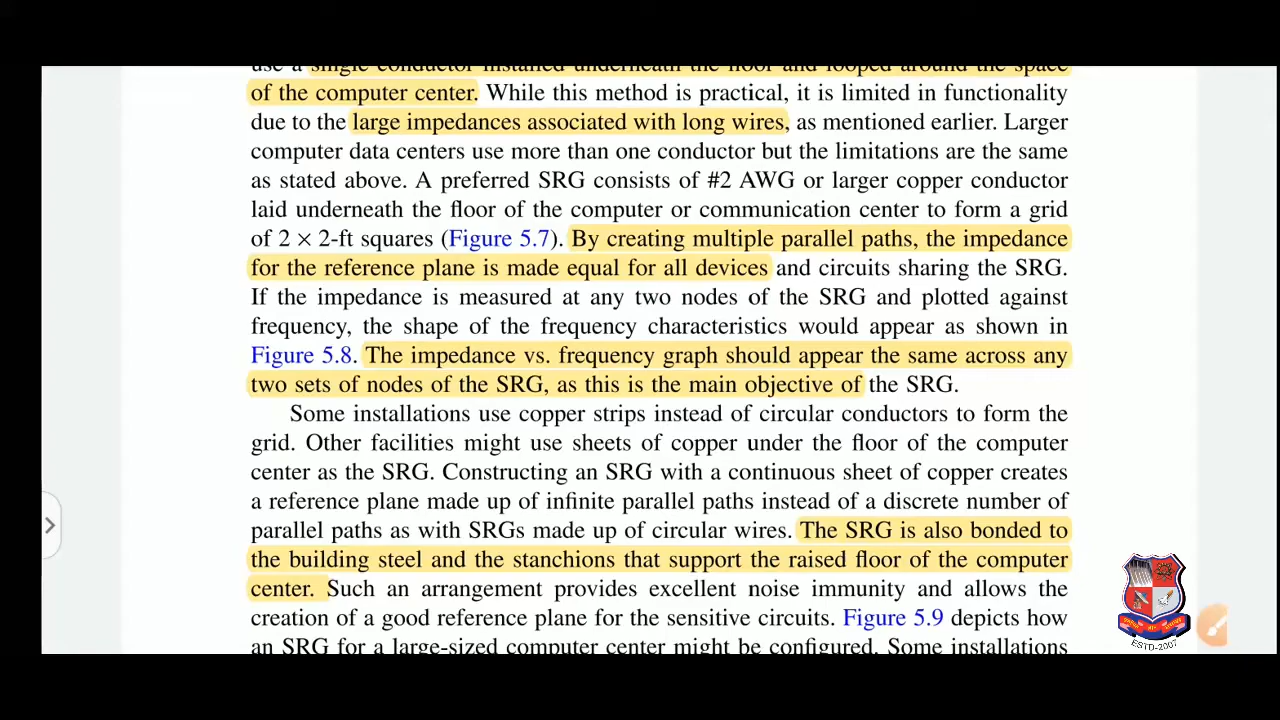 use a single conductor installed underneath the floor and looped around the space
of the computer center. While this method is practical, it is limited in functionality
due to the large impedances associated with long wires, as mentioned earlier. Larger
computer data centers use more than one conductor but the limitations are the same
as stated above. A preferred SRG consists of #2 AWG or larger copper conductor
laid underneath the floor of the computer or communication center to form a grid
of 2 × 2-ft squares (Figure 5.7). By creating multiple parallel paths, the impedance
for the reference plane is made equal for all devices and circuits sharing the SRG.
If the impedance is measured at any two nodes of the SRG and plotted against
frequency, the shape of the frequency characteristics would appear as shown in
Figure 5.8. The impedance vs. frequency graph should appear the same across any
two sets of nodes of the SRG, as this is the main objective of the SRG.
Some installations use copper strips instead of circular conductors to form the
grid. Other facilities might use sheets of copper under the floor of the computer
center as the SRG. Constructing an SRG with a continuous sheet of copper creates
a reference plane made up of infinite parallel paths instead of a discrete number of
parallel paths as with SRGs made up of circular wires. The SRG is also bonded to
the building steel and the stanchions that support the raised floor of the computer
center. Such an arrangement provides excellent noise immunity and allows the
creation of a good reference plane for the sensitive circuits. Figure 5.9 depicts how
an SRG for a large-sized computer center might be configured. Some installations
ESTD-2007